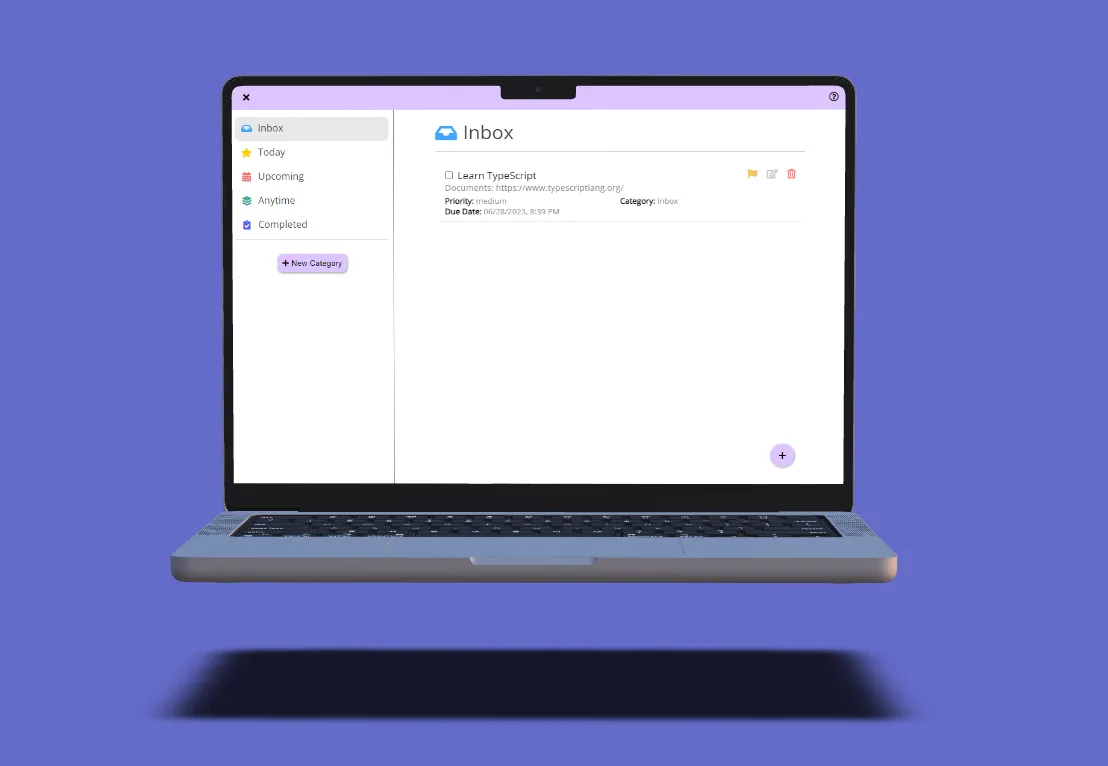 Inbox
Today
Upcoming
Anytime
Completed
+ New Category
Inbox
Learn TypeScript
Documents: https://www.typescriptlang.org/
Priority: medium
Category: Inbox
Due Date: 06/28/2023, 8:39 PM
+